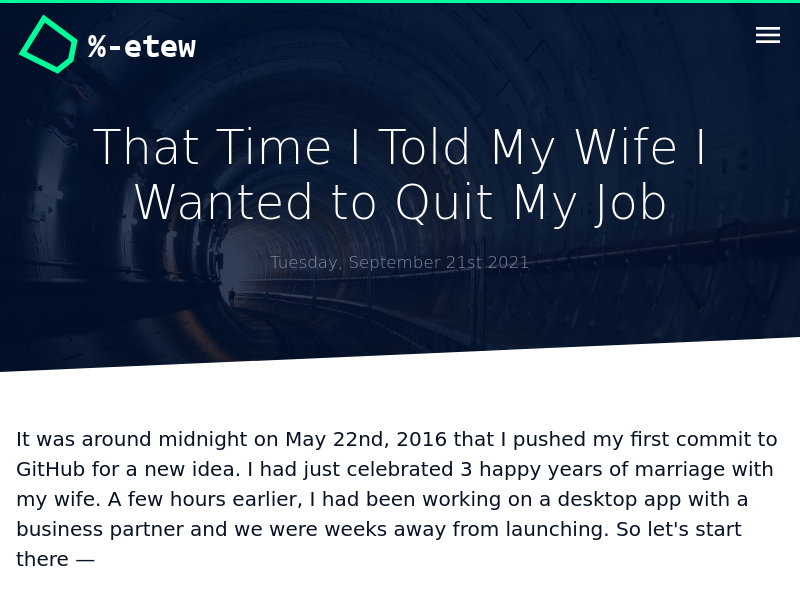 %-etew
That Time I Told My Wife I
Wanted to Quit My Job
Tuesday, September 21st 2021
It was around midnight on May 22nd, 2016 that I pushed my first commit to
GitHub for a new idea. I had just celebrated 3 happy years of marriage with
my wife. A few hours earlier, I had been working on a desktop app with a
business partner and we were weeks away from launching. So let's start
there —